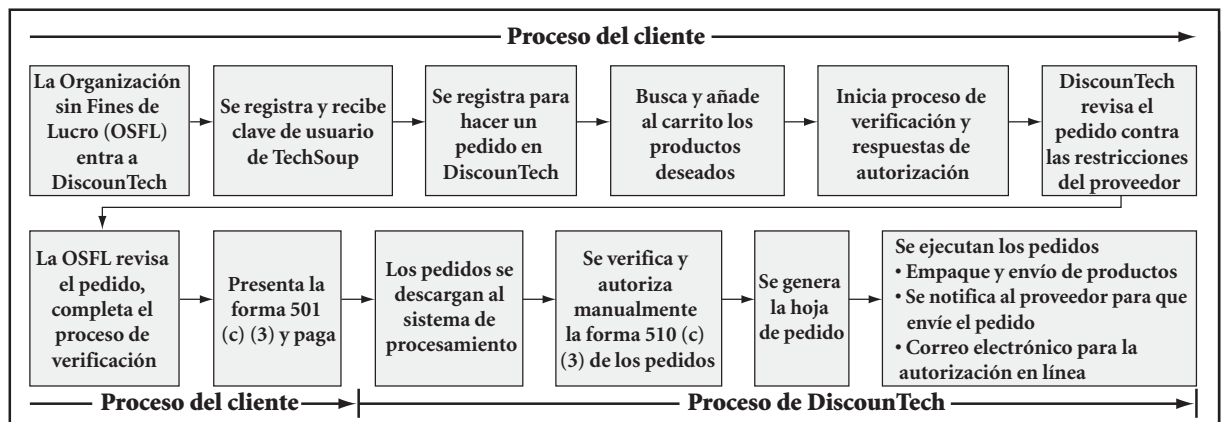 Proceso del cliente
La Organización
sin Fines de
Lucro (OSFL)
entra a
DiscounTech
Se registra y recibe
clave de usuario
de TechSoup
Se registra para
hacer un
pedido en
DiscounTech
Busca y añade
al carrito los
productos
deseados
Inicia proceso de
verificación y
respuestas de
autorización
DiscounTech
revisa el
pedido contra
las restricciones
del proveedor
La OSFL revisa
el pedido,
completa el
proceso de
verificación
Presenta la
forma 501
(c) (3) y paga
Los pedidos se
descargan al
sistema de
procesamiento
Se verifica y
autoriza
manualmente
la forma 510 (c)
(3) de los pedidos
Se genera
la hoja
de pedido
Se ejecutan los pedidos
• Empaque y envío de productos
• Se notifica al proveedor para que
envíe el pedido
• Correo electrónico para la
autorización en línea
Proceso del cliente
Proceso de DiscounTech